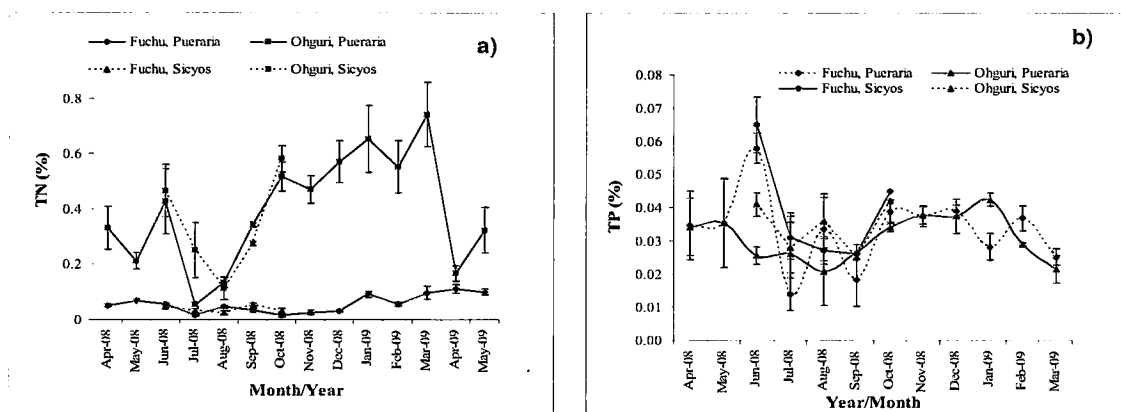 a)
Fuchu, Pueraria
Ohguri, Pueraria
Fuchu, Sicyos
Ohguri, Sicyos
0.8
0.6
0.4
0.2
0
TN (%)
Apr-08
May-08
Jun-08
Jul-08
Aug-08
Sep-08
Oct-08
Nov-08
Dec-08
Jan-09
Feb-09
Mar-09
Apr-09
May-09
Month/Year
b)
Fuchu, Pueraria
Ohguri, Pueraria
Fuchu, Sicyos
Ohguri, Sicyos
0.08
0.07
0.06
0.05
0.04
0.03
0.02
0.01
0.00
TP (%)
Apr-08
May-08
Jun-08
Jul-08
Aug-08
Sep-08
Oct-08
Nov-08
Dec-08
Jan-09
Feb-09
Mar-09
Year/Month